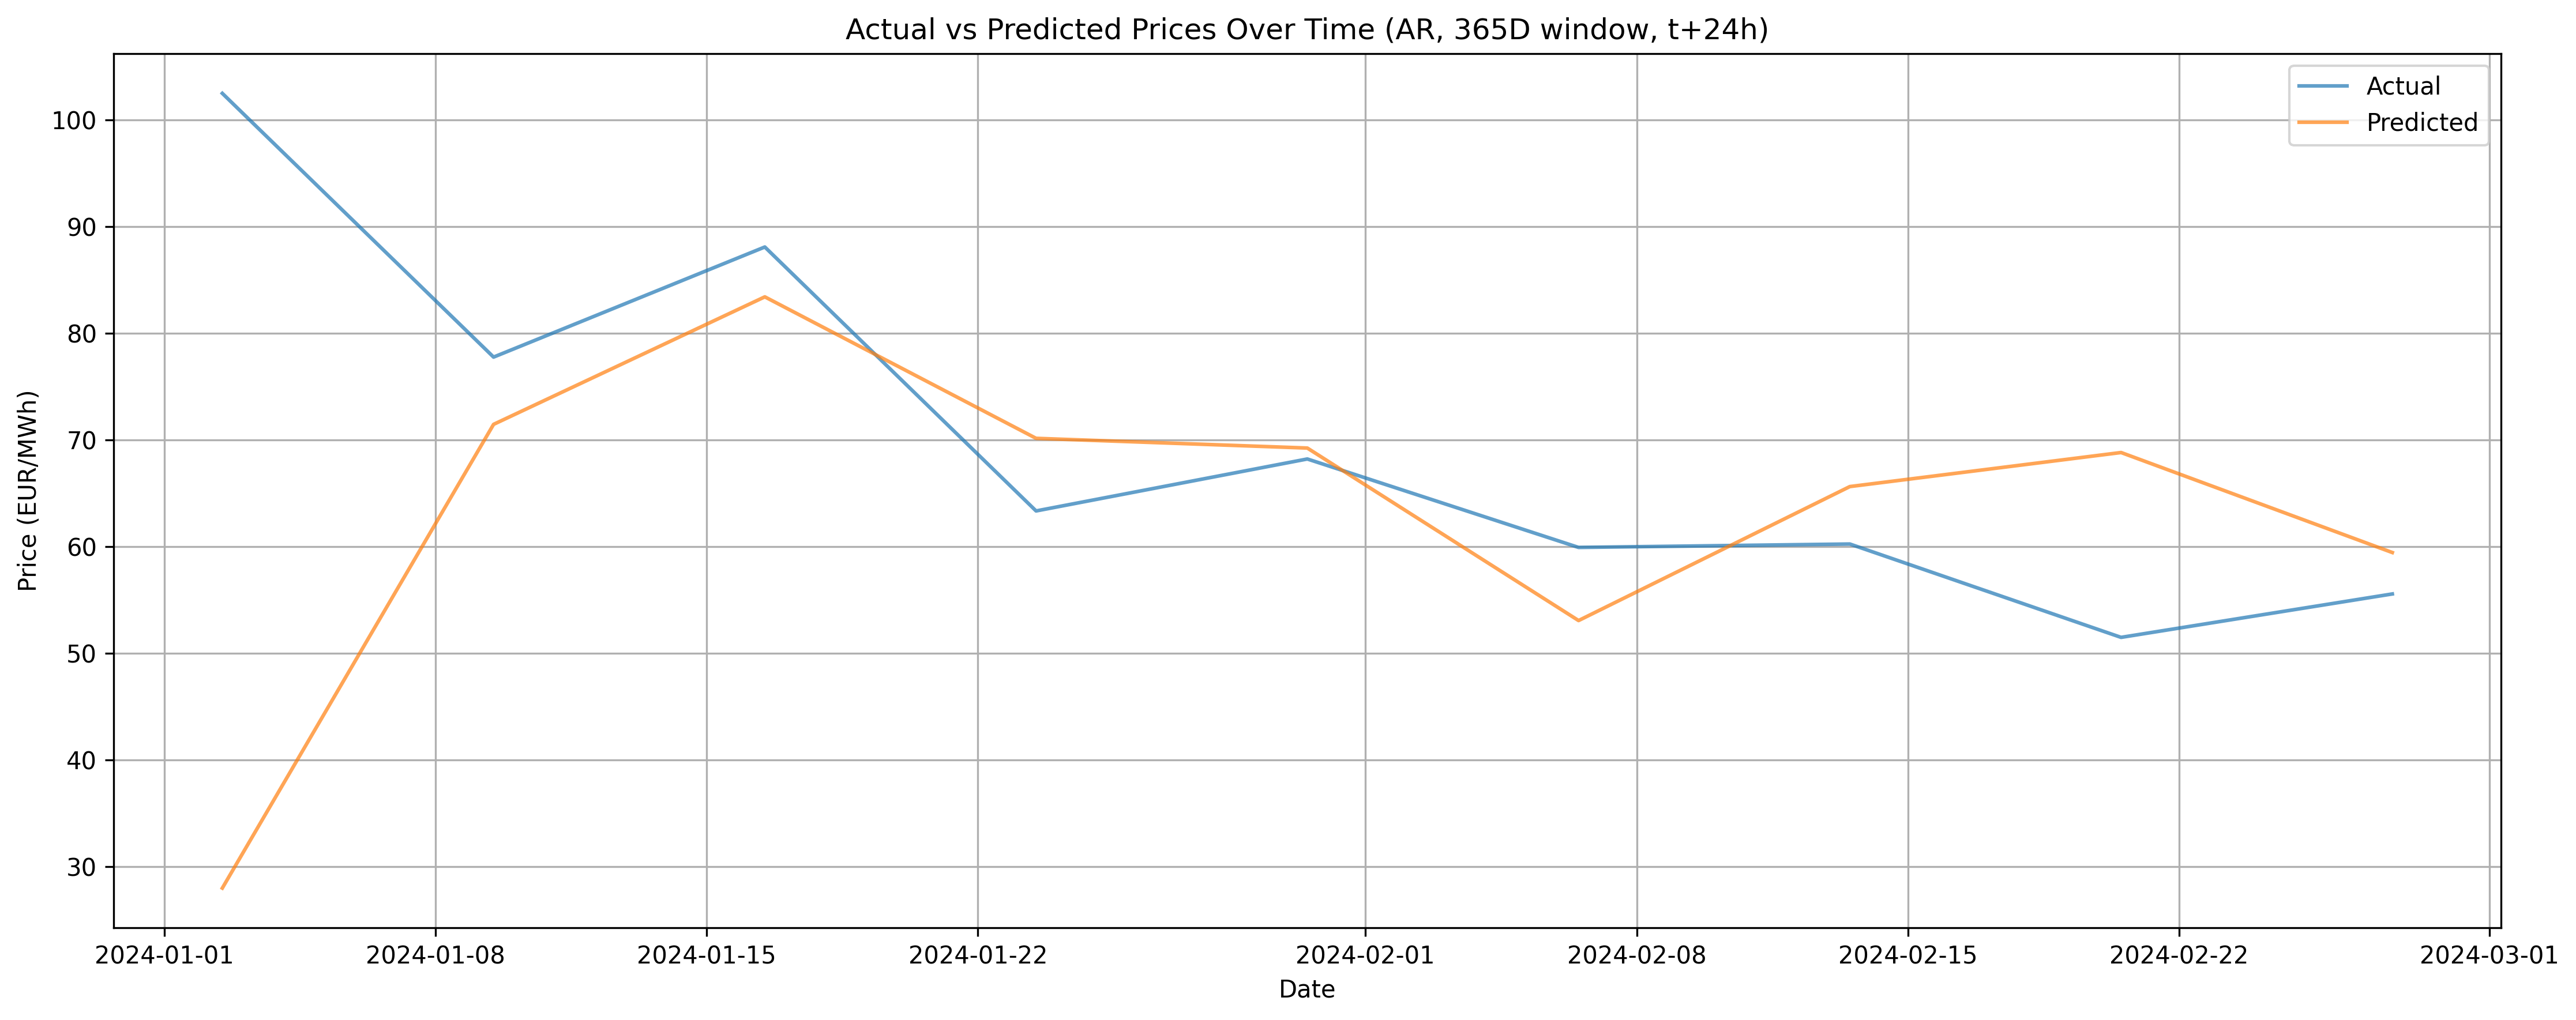 Actual vs Predicted Prices Over Time (AR, 365D window, t+24h)
Actual
Predicted
Price (EUR/MWh)
100
90
80
70
60
50
40
30
2024-01-01 2024-01-08 2024-01-15 2024-01-22 2024-02-01 2024-02-08 2024-02-15 2024-02-22 2024-03-01
Date